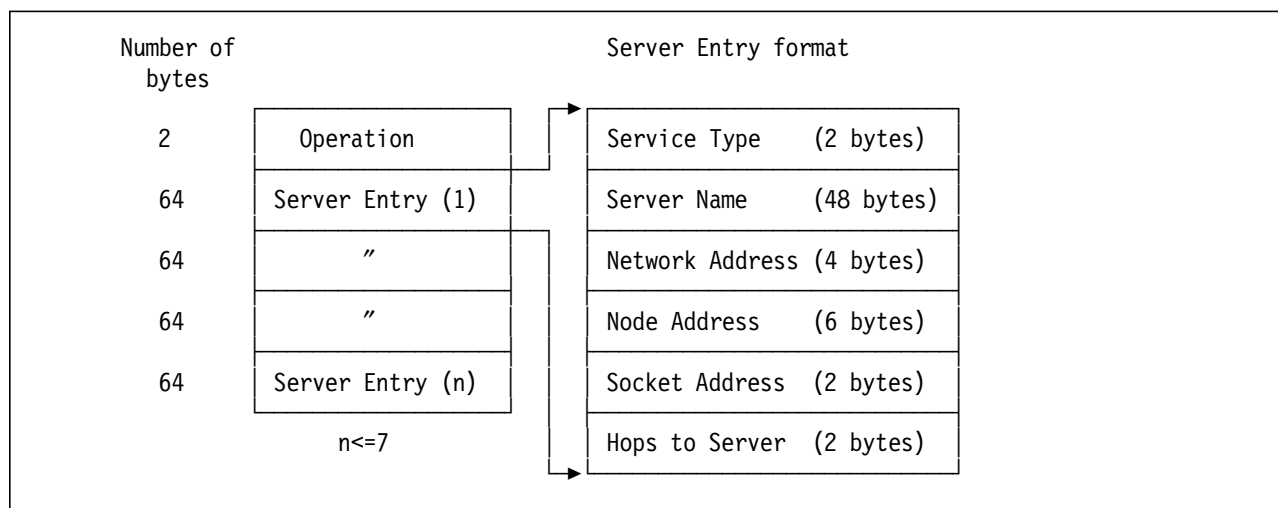 Number of bytes
Server Entry format
2 Operation
Service Type (2 bytes)
64 Server Entry (1)
Server Name (48 bytes)
64 "
Network Address (4 bytes)
64 "
Node Address (6 bytes)
64 Server Entry (n)
Socket Address (2 bytes)
n<=7
Hops to Server (2 bytes)